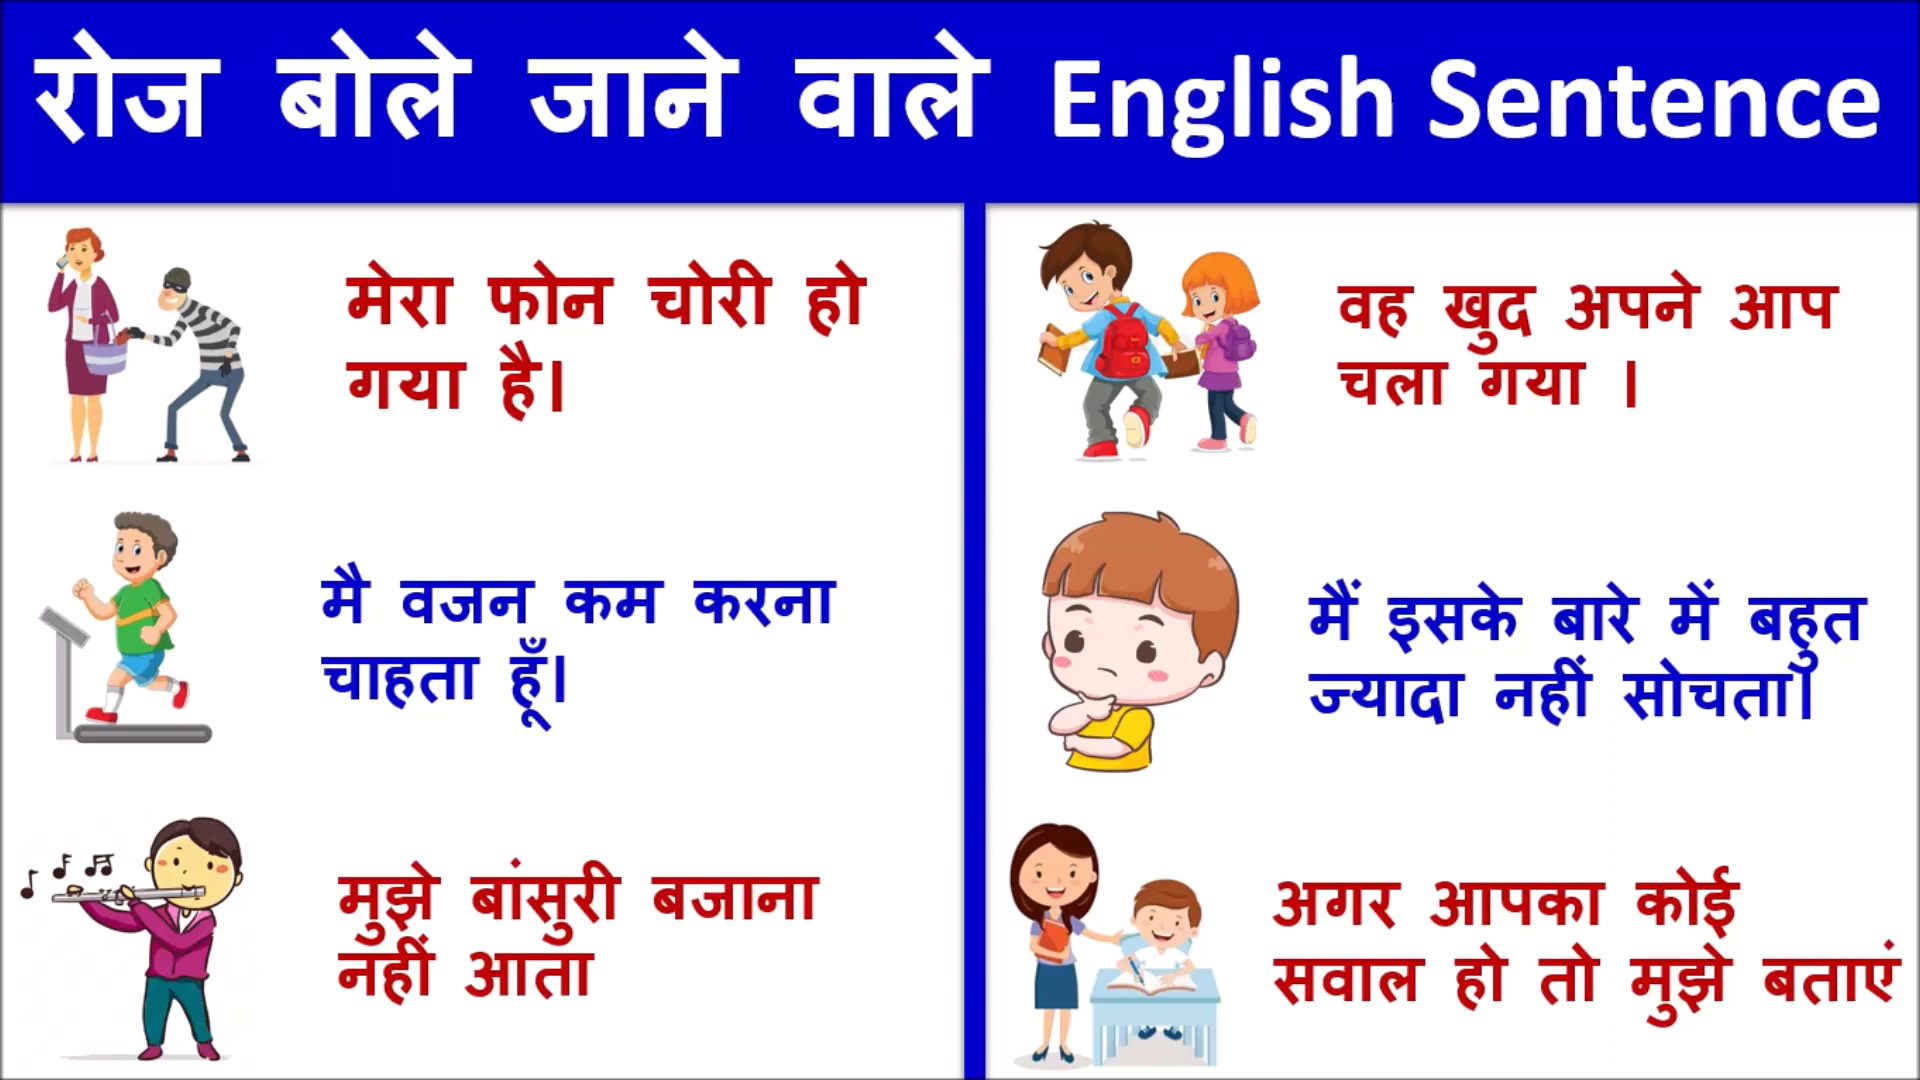 रोज बोले जाने वाले English Sentence
मेरा फोन चोरी हो
गया है।
वह खुद अपने आप
चला गया ।
मै वजन कम करना
चाहता हूँ।
मैं इसके बारे में बहुत
ज्यादा नहीं सोचता।
मुझे बांसुरी बजाना
नहीं आता
अगर आपका कोई
सवाल हो तो मुझे बताएं